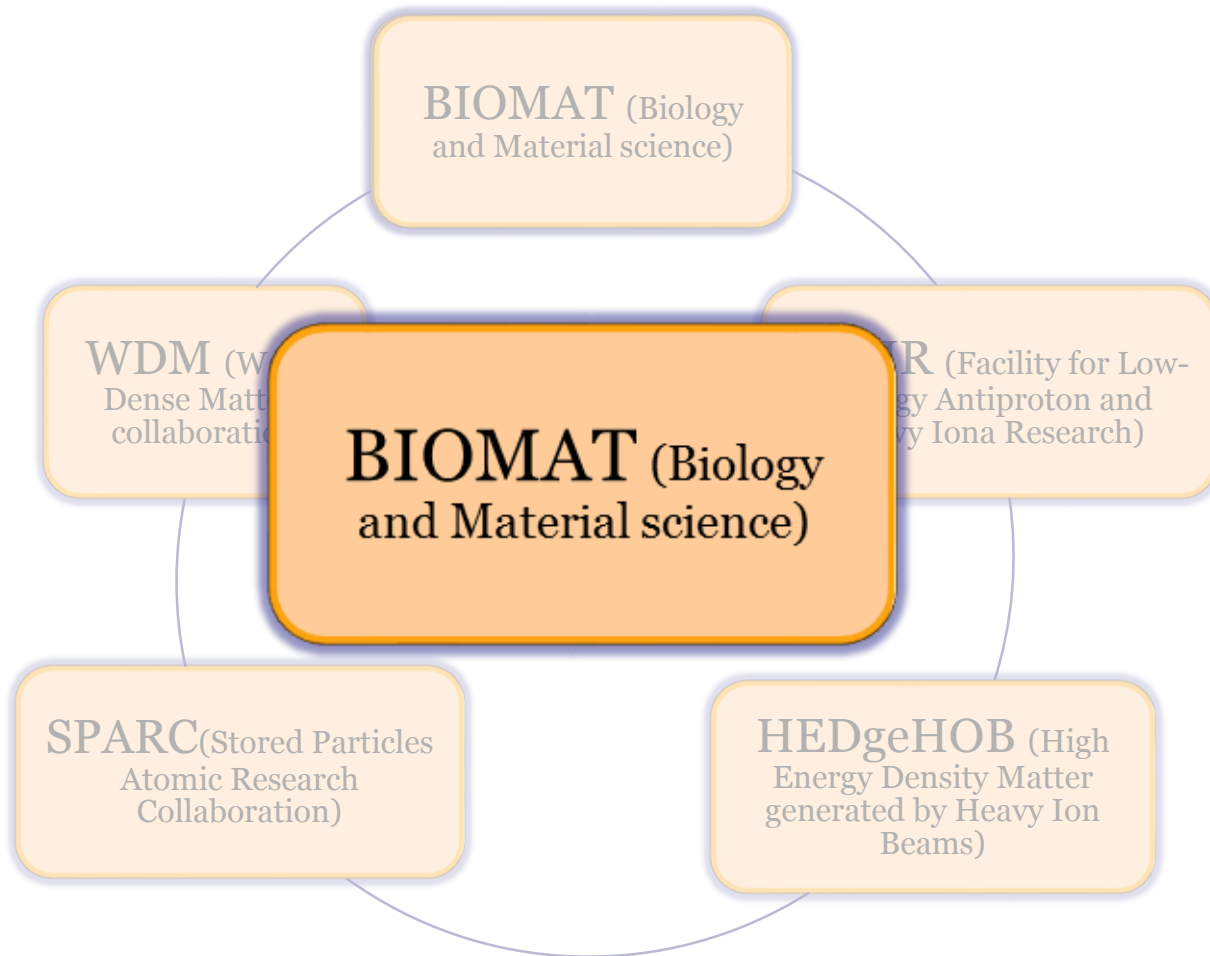 BIOMAT (Biology
and Material science)
WDM (W
Dense Matt
collaboratio
R (Facility for Low-
gy Antiproton and
vy Iona Research)
BIOMAT (Biology
and Material science)
SPARC(Stored Particles
Atomic Research
Collaboration)
HEDgeHOB (High
Energy Density Matter
generated by Heavy Ion
Beams)